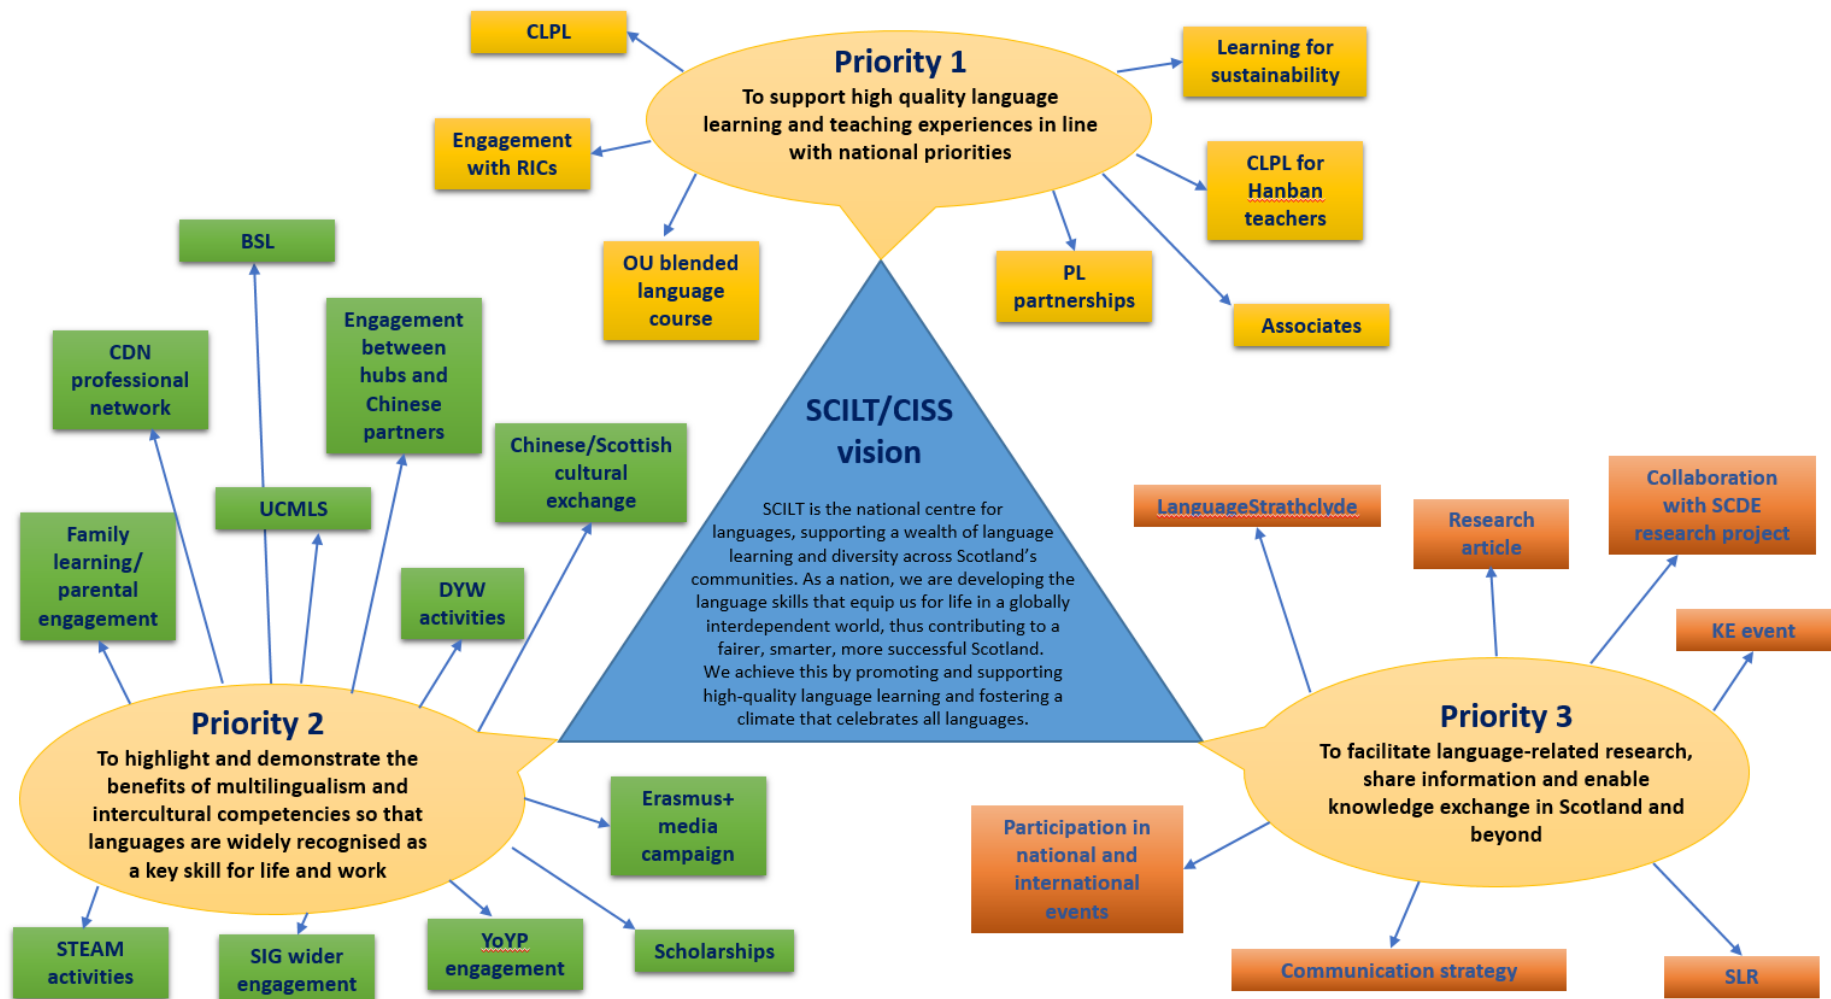 CLPL
Priority 1
To support high quality language
learning and teaching experiences in line
with national priorities
Learning for
sustainability
Engagement
with RICs
CLPL for
Hanban
teachers
OU blended
language
course
PL
partnerships
Associates
BSL
CDN
professional
network
Engagement
between
hubs and
Chinese
partners
Chinese/Scottish
cultural
exchange
UCMLS
Family
learning/
parental
engagement
DYW
activities
SCILT/CISS
vision
SCILT is the national centre for
languages, supporting a wealth of language
learning and diversity across Scotland's
communities. As a nation, we are developing the
language skills that equip us for life in a globally
interdependent world, thus contributing to a
fairer, smarter, more successful Scotland.
We achieve this by promoting and supporting
high-quality language learning and fostering a
climate that celebrates all languages.
LanguageStrathclyde
Research
article
Collaboration
with SCDE
research project
KE event
Priority 2
To highlight and demonstrate the
benefits of multilingualism and
intercultural competencies so that
languages are widely recognised as
a key skill for life and work
Priority 3
To facilitate language-related research,
share information and enable
knowledge exchange in Scotland and
beyond
Erasmus+
media
campaign
Participation in
national and
international
events
STEAM
activities
SIG wider
engagement
YoYP
engagement
Scholarships
Communication strategy
SLR